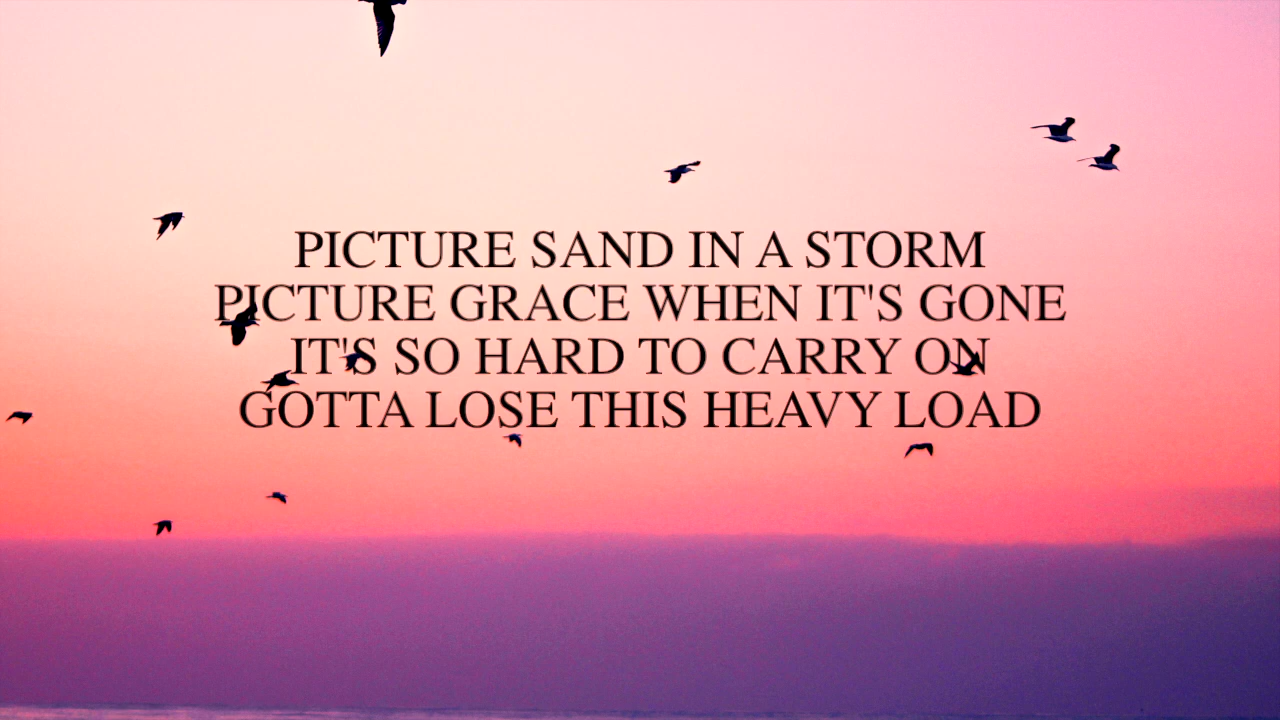 PICTURE SAND IN A STORM
PICTURE GRACE WHEN IT'S GONE
IT'S SO HARD TO CARRY ON
GOTTA LOSE THIS HEAVY LOAD